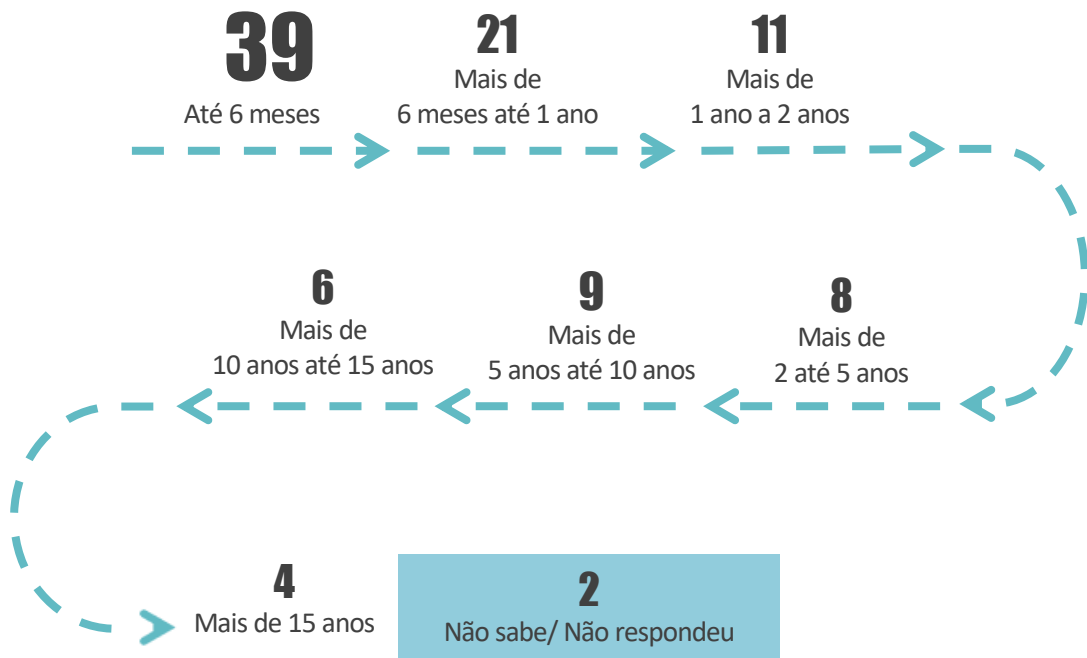 39
Até 6 meses
21
Mais de
6 meses até 1 ano
11
Mais de
1 ano a 2 anos
8
Mais de
2 até 5 anos
9
Mais de
5 anos até 10 anos
6
Mais de
10 anos até 15 anos
4
Mais de 15 anos
2
Não sabe/ Não respondeu